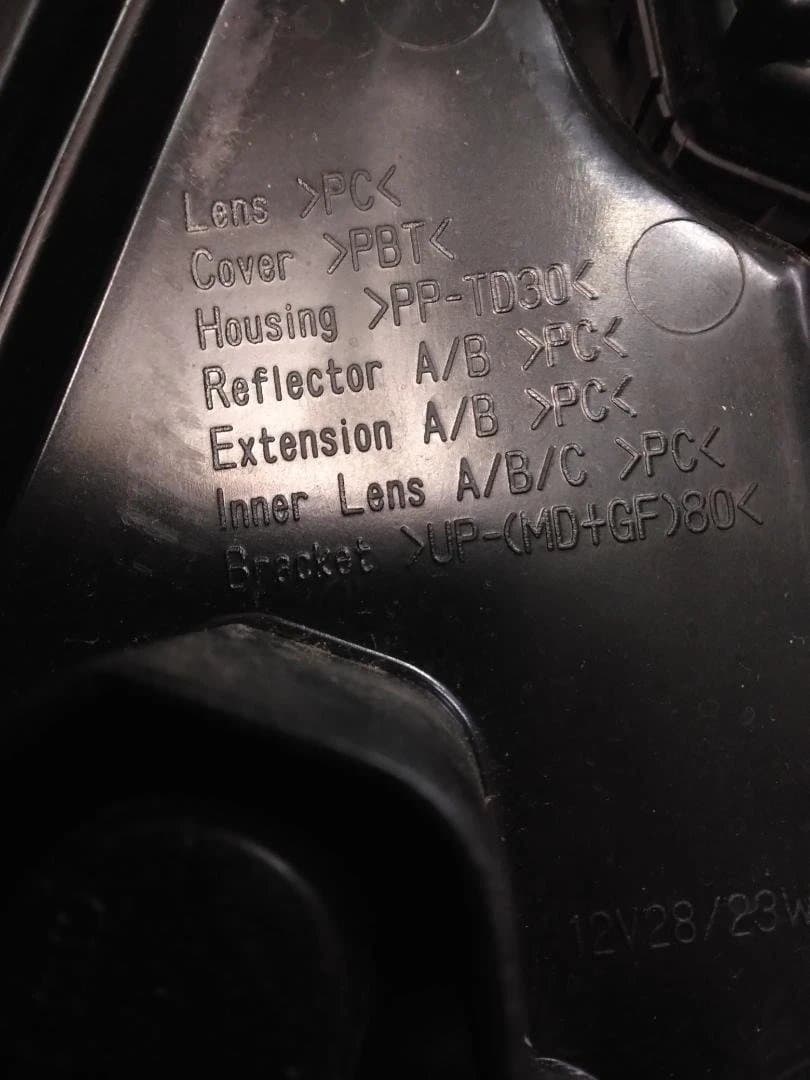 Lens >PC<
Cover >PBT<
Housing >PP-TD30<
Reflector A/B >PC<
Extension A/B >PC<
Inner Lens A/B/C >PC<
Bracket >UP-(MD+GF)80<
12V28/23W